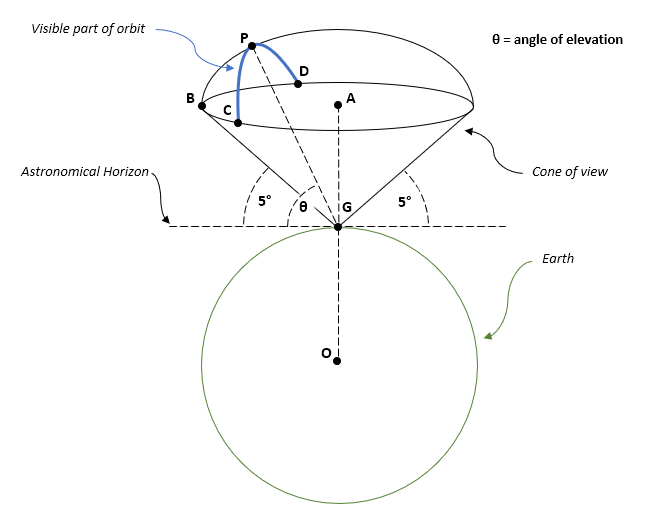 Visible part of orbit
P
θ = angle of elevation
D
B
A
C
Astronomical Horizon
Cone of view
5°
θ
G
5°
Earth
O